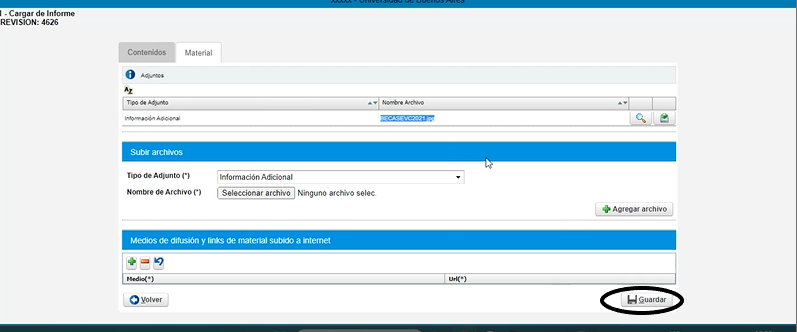 xxxxx - Universidad de Buenos Aires
- Cargar de Informe
REVISION: 4626
Contenidos Material
Adjuntos
Tipo de Adjunto Nombre Archivo
Información Adicional BECASEVC2021.jpg
Subir archivos
Tipo de Adjunto (*) Información Adicional
Nombre de Archivo (*) Seleccionar archivo Ninguno archivo selec.
Agregar archivo
Medios de difusión y links de material subido a internet
Medio(*) Url(*)
Volver Guardar